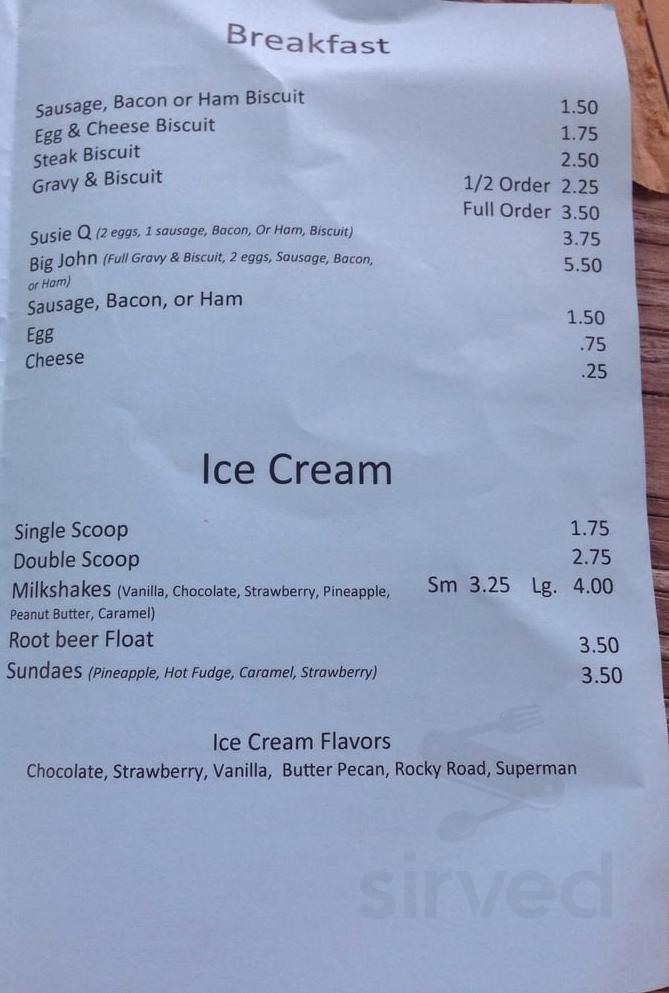 Breakfast
Sausage, Bacon or Ham Biscuit 1.50
Egg & Cheese Biscuit 1.75
Steak Biscuit 2.50
Gravy & Biscuit 1/2 Order 2.25
Full Order 3.50
Susie Q (2 eggs, 1 sausage, Bacon, Or Ham, Biscuit) 3.75
Big John (Full Gravy & Biscuit, 2 eggs, Sausage, Bacon, 5.50
or Ham)
Sausage, Bacon, or Ham 1.50
Egg .75
Cheese .25
Ice Cream
Single Scoop 1.75
Double Scoop 2.75
Milkshakes (Vanilla, Chocolate, Strawberry, Pineapple, Sm 3.25 Lg. 4.00
Peanut Butter, Caramel)
Root beer Float 3.50
Sundaes (Pineapple, Hot Fudge, Caramel, Strawberry) 3.50
Ice Cream Flavors
Chocolate, Strawberry, Vanilla, Butter Pecan, Rocky Road, Superman
sirved